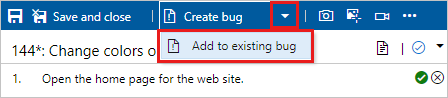 Save and close Create bug
144*: Change colors o
Add to existing bug
1. Open the home page for the web site.